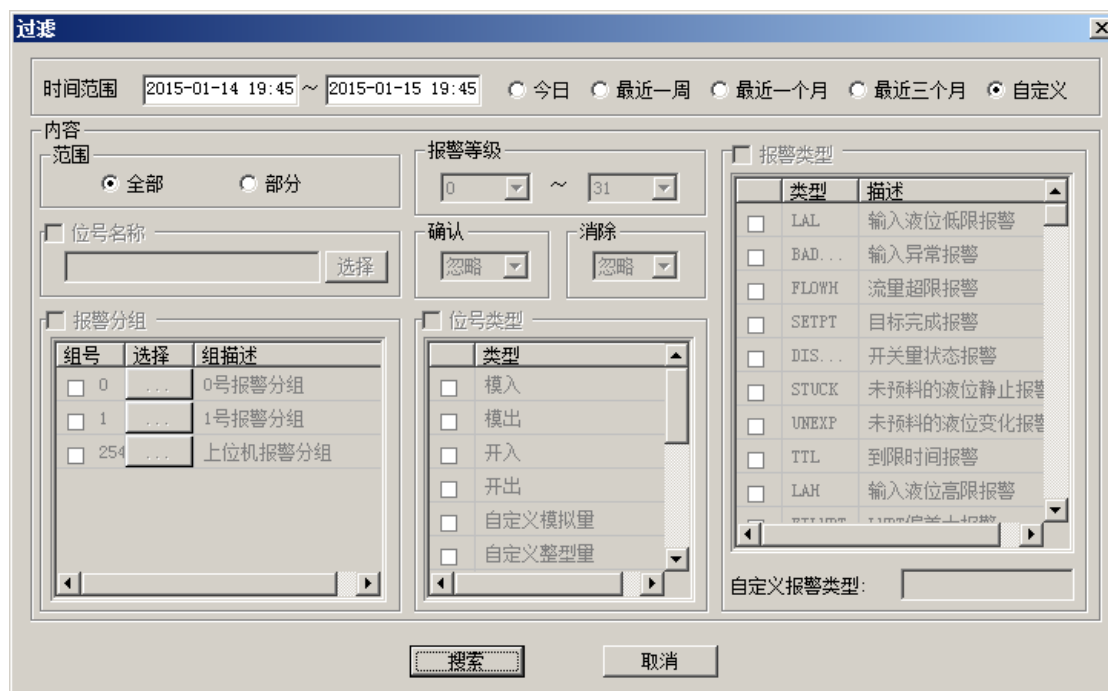 过滤
时间范围 2015-01-14 19:45 ~ 2015-01-15 19:45 今日 最近一周 最近一个月 最近三个月 自定义
内容
范围
全部 部分
报警等级
0 ~ 31
位号名称
选择
确认
忽略
消除
忽略
报警分组
组号 选择 组描述
0 ... 0号报警分组
1 ... 1号报警分组
254 ... 上位机报警分组
位号类型
类型
模入
模出
开入
开出
自定义模拟量
自定义整型量
报警类型
类型 描述
LAL 输入液位低限报警
BAD... 输入异常报警
FLOWH 流量超限报警
SETPT 目标完成报警
DIS... 开关量状态报警
STUCK 未预料的液位静止报警
UNEXP 未预料的液位变化报警
TTL 到限时间报警
LAH 输入液位高限报警
自定义报警类型:
搜索 取消